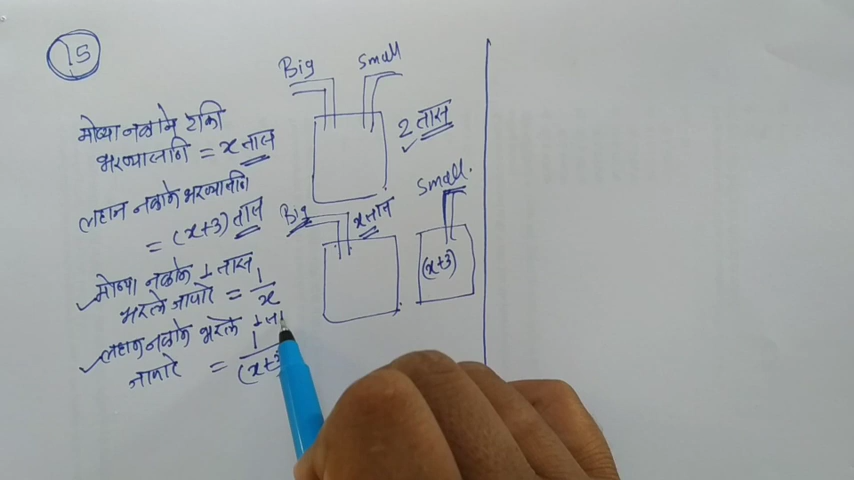 15
Big
Small
मोठ्या नळाने टाकी
भरण्यासाठी = x तास
2 तास
लहान नळाने भरण्यासाठी
= (x+3) तास
Big
x तास
Small.
(x+3)
मोठ्या नळाने 1 तास
भरले जाणारे = 1/x
लहान नळाने भरले 1 ता
जाणारे = 1/(x+3